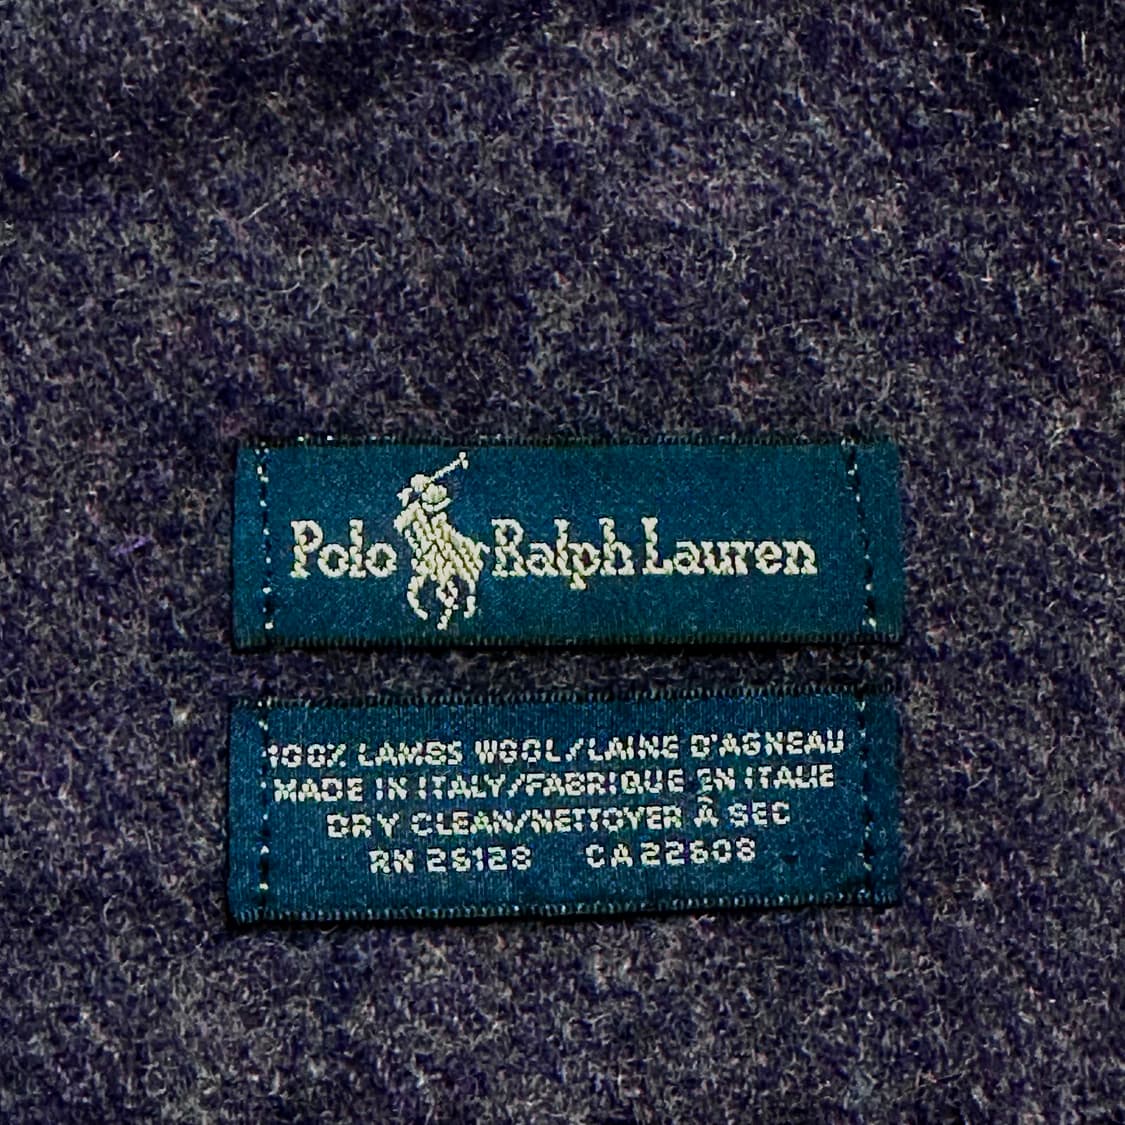 Polo Ralph Lauren
100% LAMBS WOOL/LAINE D'AGNEAU
MADE IN ITALY/FABRIQUE EN ITALIE
DRY CLEAN/NETTOYER À SEC
RN 26128 CA 22608